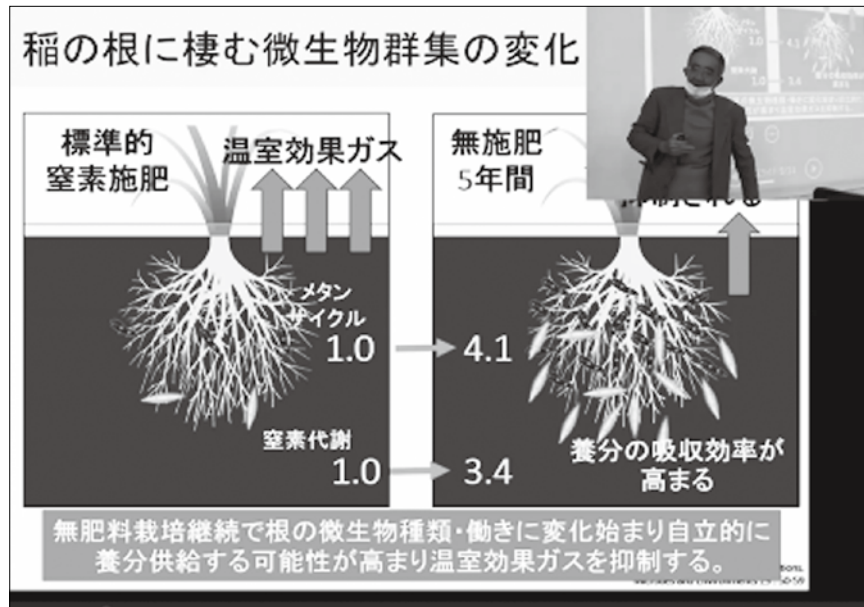 稲の根に棲む微生物群集の変化
標準的
窒素施肥
温室効果ガス
メタン
サイクル
1.0
窒素代謝
1.0
無施肥
5年間
抑制される
4.1
3.4
養分の吸収効率が
高まる
無肥料栽培継続で根の微生物種類・働きに変化始まり自立的に
養分供給する可能性が高まり温室効果ガスを抑制する。